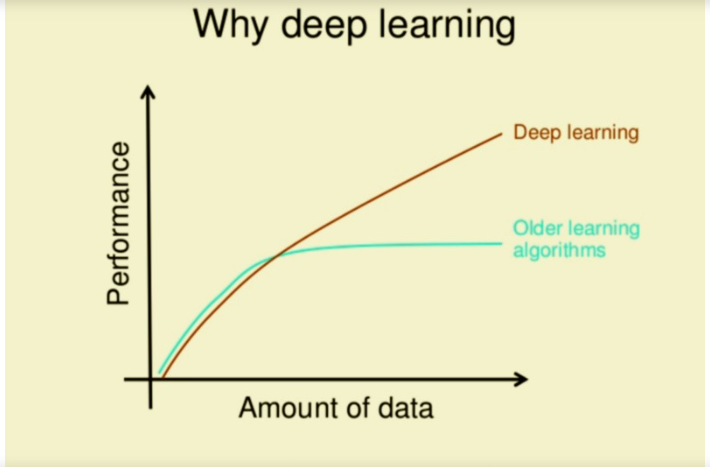 Why deep learning
Performance
Deep learning
Older learning
algorithms
Amount of data